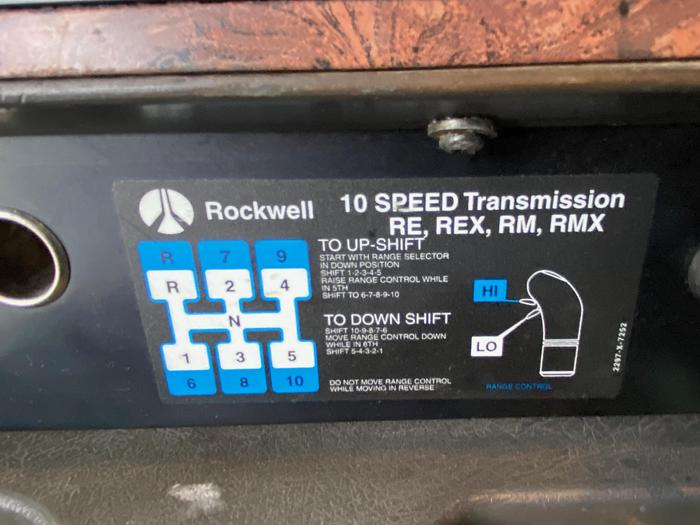 Rockwell
10 SPEED Transmission
RE, REX, RM, RMX
R 7 9
R 2 4
N
1 3 5
6 8 10
TO UP-SHIFT
START WITH RANGE SELECTOR
IN DOWN POSITION
SHIFT 1-2-3-4-5
RAISE RANGE CONTROL WHILE
IN 5TH
SHIFT TO 6-7-8-9-10
TO DOWN SHIFT
SHIFT 10-9-8-7-6
MOVE RANGE CONTROL DOWN
WHILE IN 6TH
SHIFT 5-4-3-2-1
DO NOT MOVE RANGE CONTROL
WHILE MOVING IN REVERSE
HI
LO
RANGE CONTROL
2297-X-7252